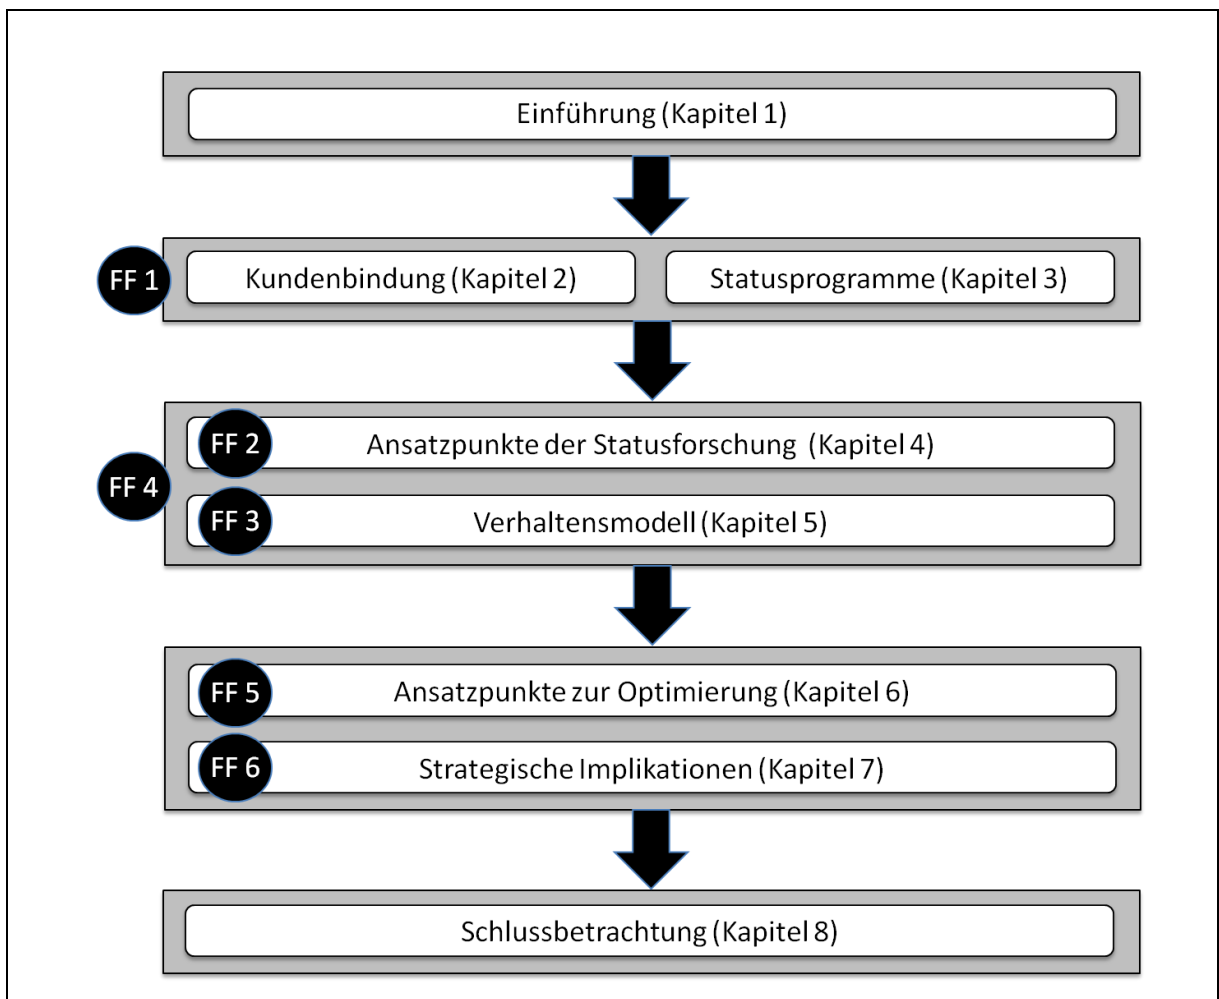 Einführung (Kapitel 1)
FF 1
Kundenbindung (Kapitel 2)
Statusprogramme (Kapitel 3)
FF 4
FF 2
Ansatzpunkte der Statusforschung (Kapitel 4)
FF 3
Verhaltensmodell (Kapitel 5)
FF 5
Ansatzpunkte zur Optimierung (Kapitel 6)
FF 6
Strategische Implikationen (Kapitel 7)
Schlussbetrachtung (Kapitel 8)